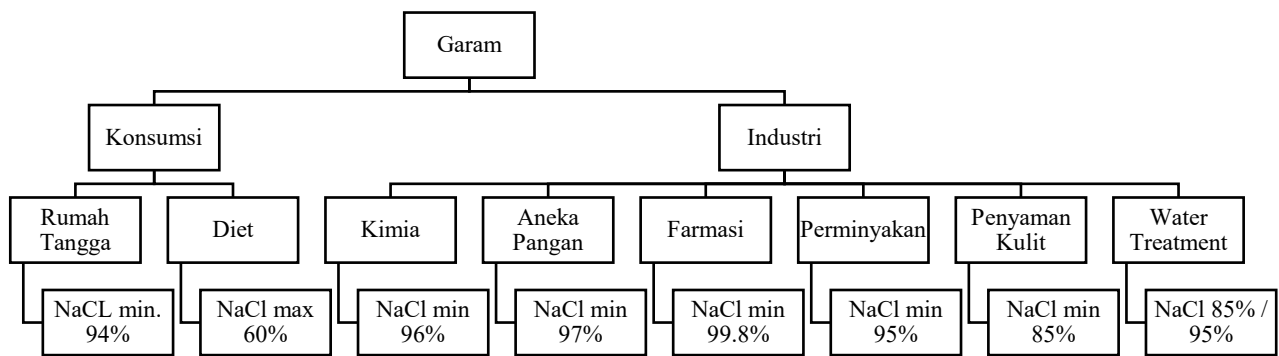 Garam
Konsumsi
Industri
Rumah
Tangga
Diet
Kimia
Aneka
Pangan
Farmasi
Perminyakan
Penyaman
Kulit
Water
Treatment
NaCL min.
94%
NaCl max
60%
NaCl min
96%
NaCl min
97%
NaCl min
99.8%
NaCl min
95%
NaCl min
85%
NaCl 85% /
95%